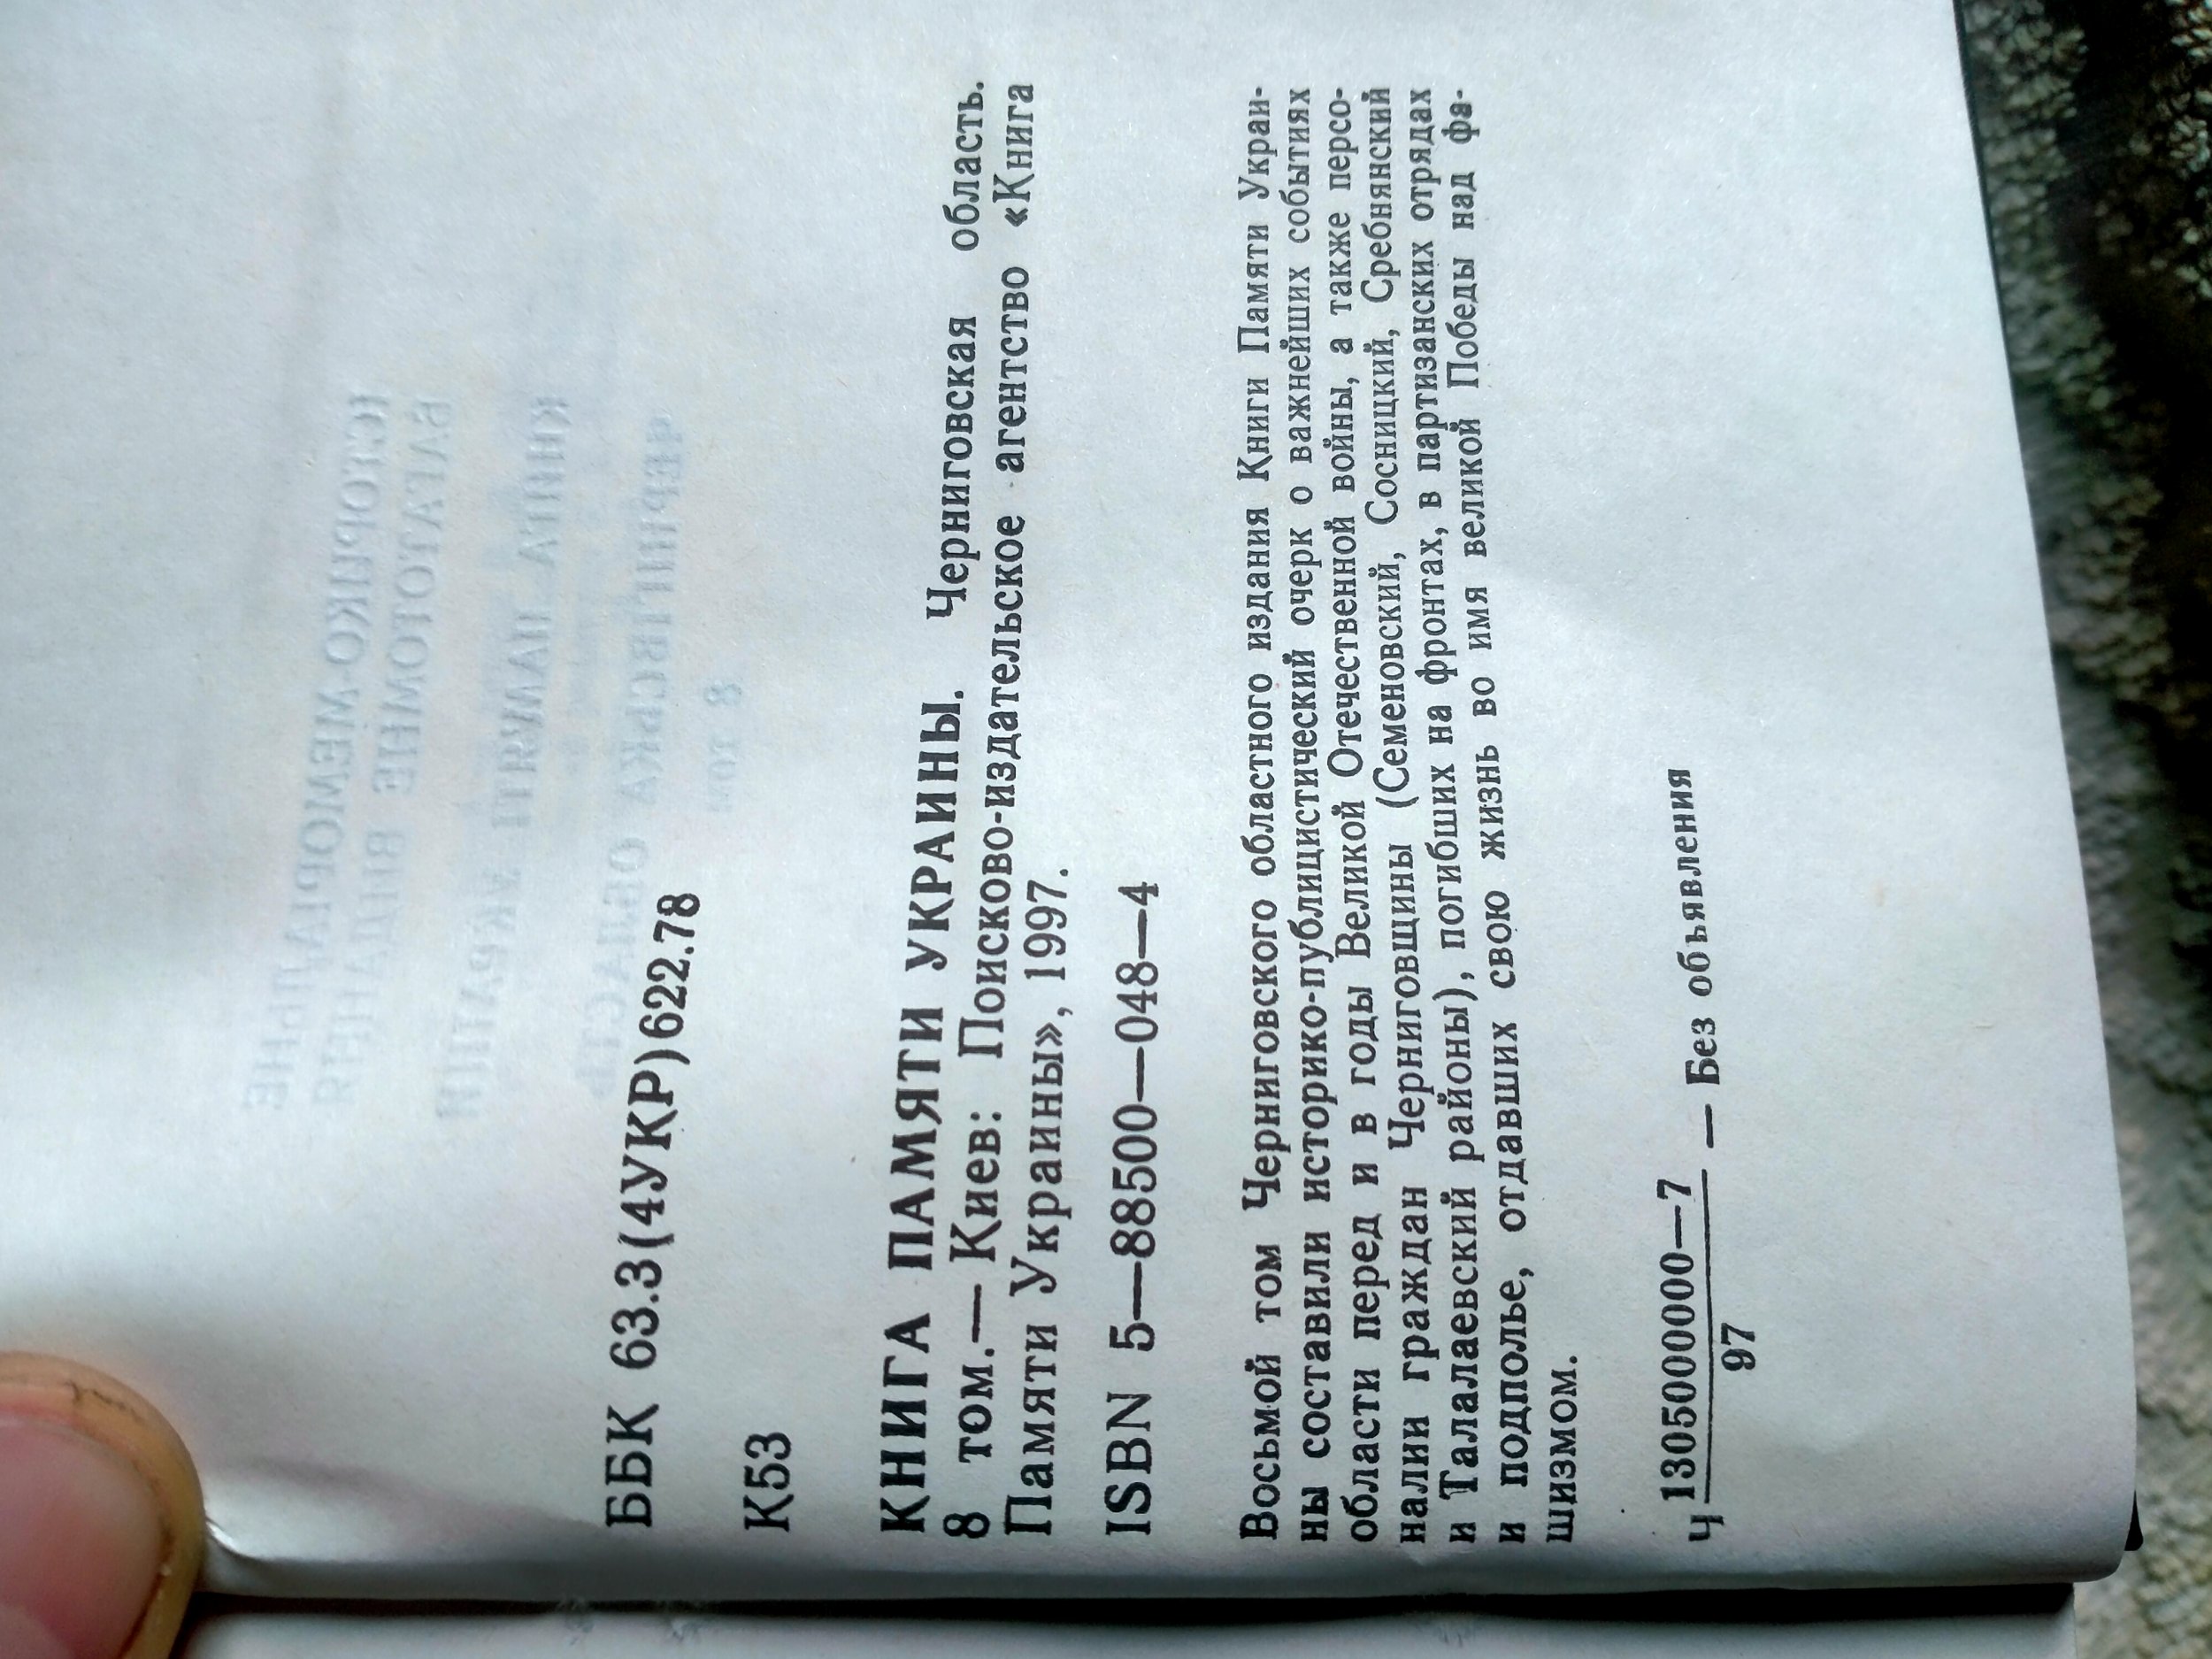 ББК 63.3(4УКР)622.78
К53
КНИГА ПАМЯТИ УКРАИНЫ. Черниговская область.
8 том.— Киев: Поисково-издательское агентство «Книга
Памяти Украины», 1997.
ISBN 5—88500—048—4
Восьмой том Черниговского областного издания Книги Памяти Украи-
ны составили историко-публицистический очерк о важнейших событиях
области перед и в годы Великой Отечественной войны, а также персо-
налии граждан Черниговщины (Семеновский, Сосницкий, Сребнянский
и Талалаевский районы), погибших на фронтах, в партизанских отрядах
и подполье, отдавших свою жизнь во имя великой Победы над фа-
шизмом.
Ч 1305000000—7 — Без объявления
97